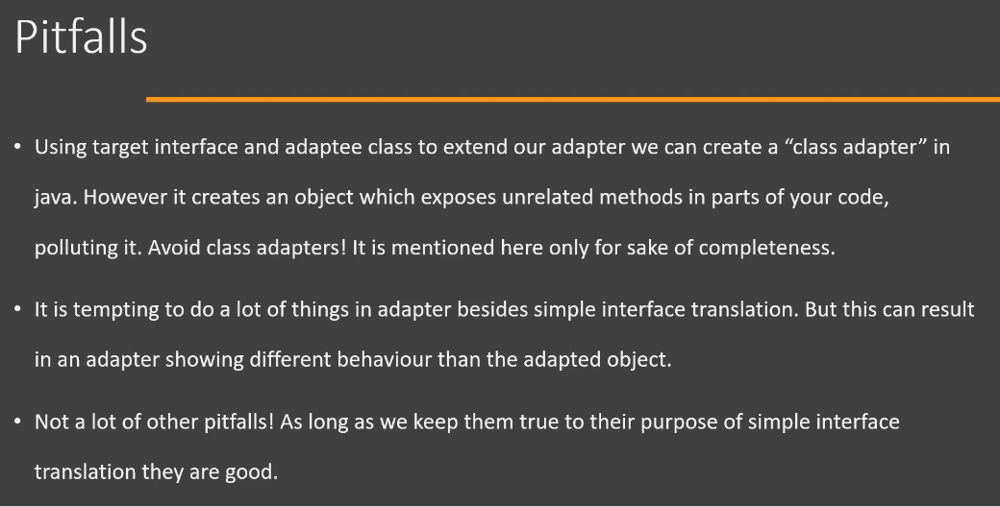 Pitfalls
• Using target interface and adaptee class to extend our adapter we can create a “class adapter” in
java. However it creates an object which exposes unrelated methods in parts of your code,
polluting it. Avoid class adapters! It is mentioned here only for sake of completeness.
• It is tempting to do a lot of things in adapter besides simple interface translation. But this can result
in an adapter showing different behaviour than the adapted object.
• Not a lot of other pitfalls! As long as we keep them true to their purpose of simple interface
translation they are good.